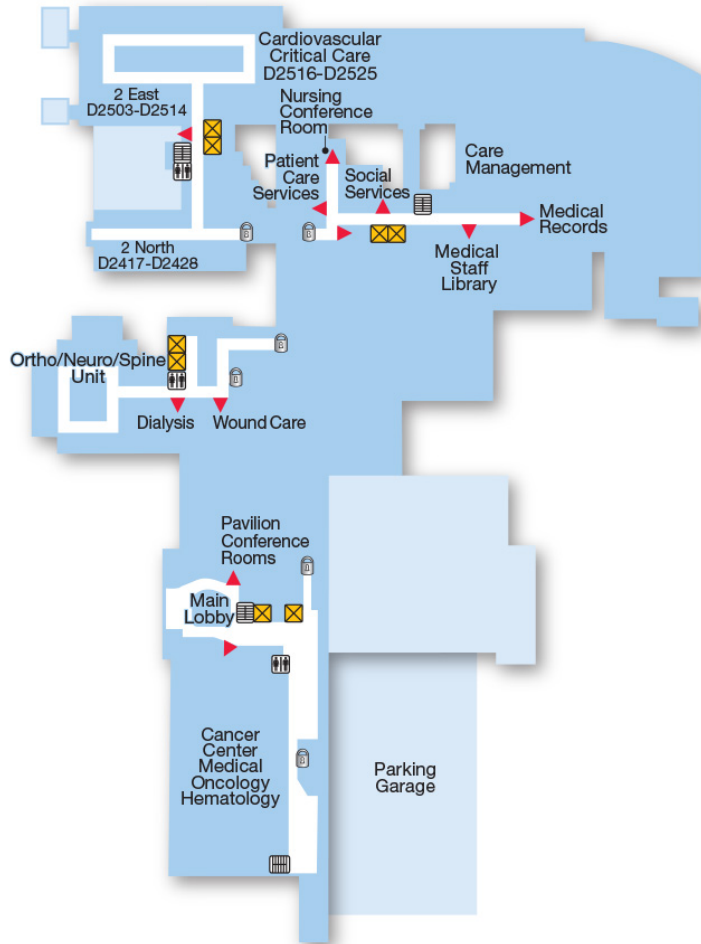 Cardiovascular
Critical Care
D2516-D2525
2 East
D2503-D2514
Nursing
Conference
Room
Patient
Care
Services
Social
Services
Care
Management
Medical
Records
Medical
Staff
Library
2 North
D2417-D2428
Ortho/Neuro/Spine
Unit
Dialysis
Wound Care
Pavilion
Conference
Rooms
Main
Lobby
Cancer
Center
Medical
Oncology
Hematology
Parking
Garage